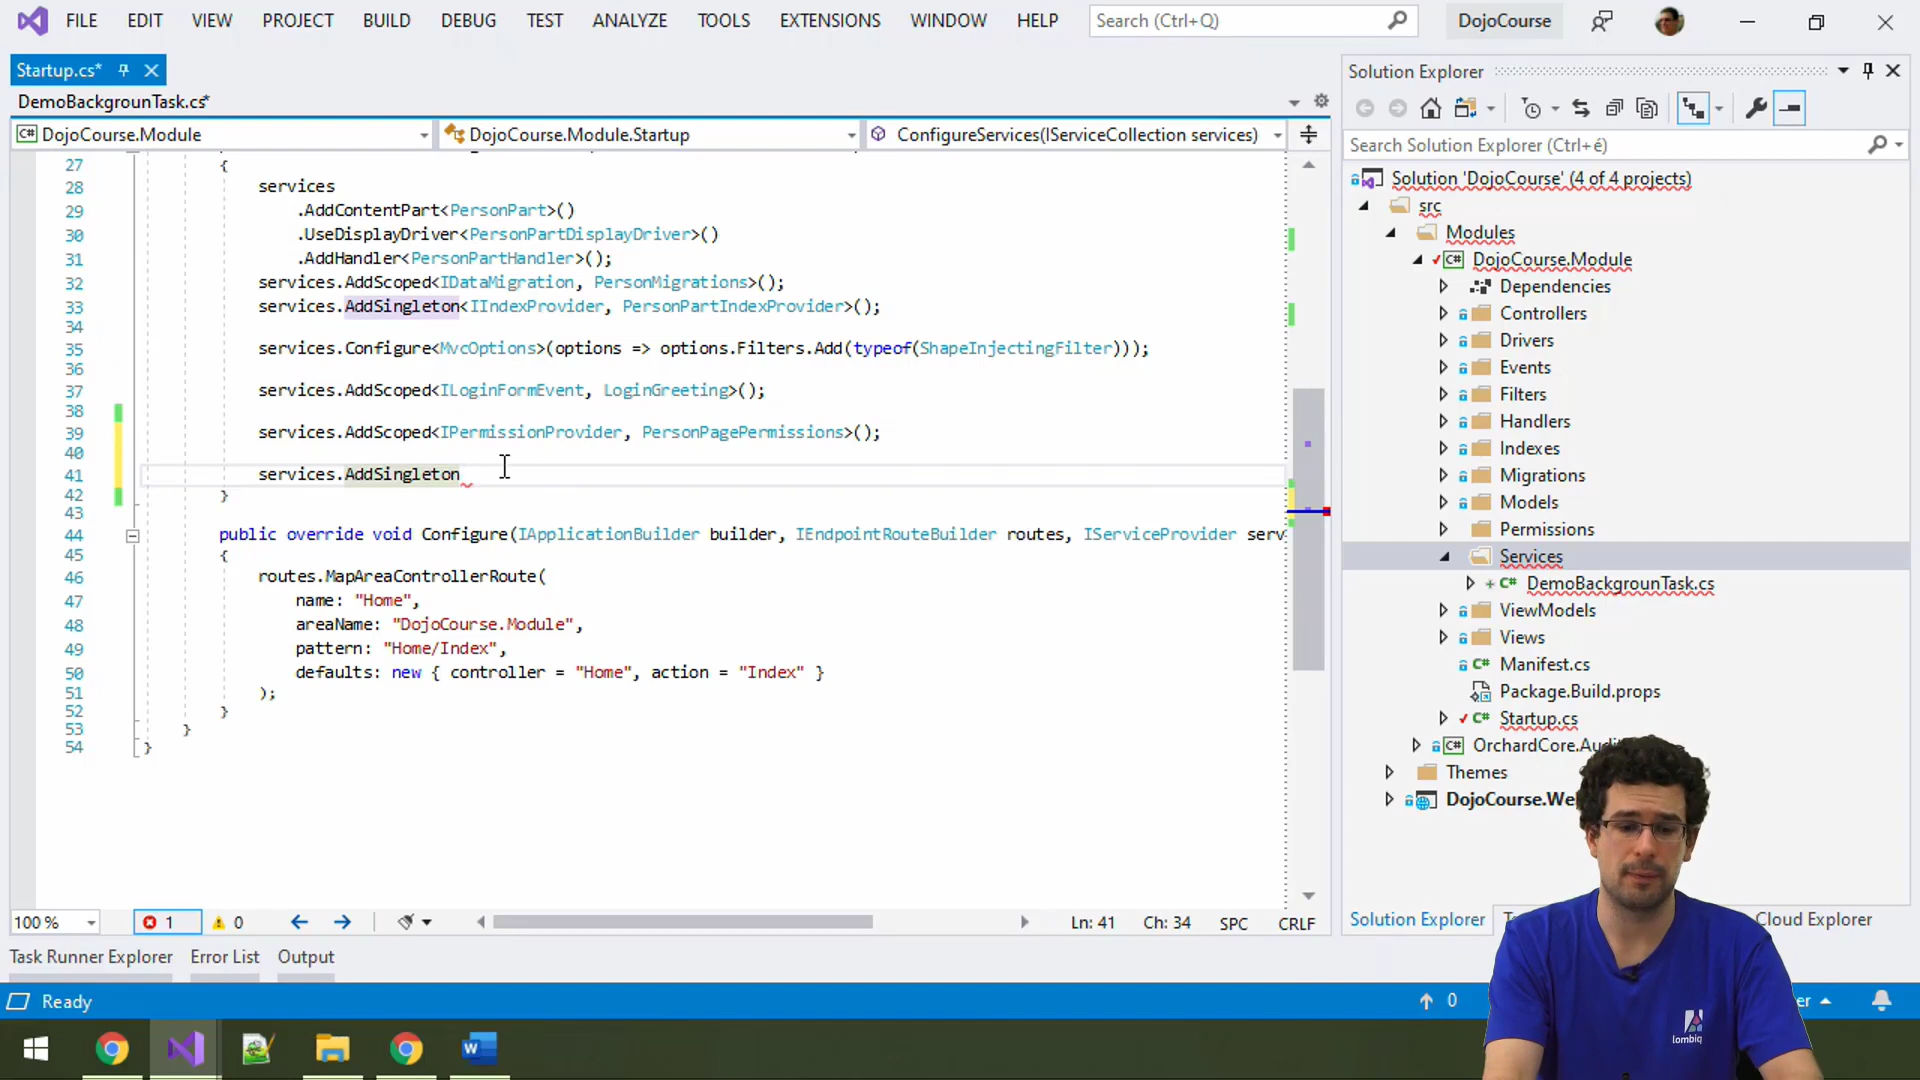 FILE EDIT VIEW PROJECT BUILD DEBUG TEST ANALYZE TOOLS EXTENSIONS WINDOW HELP Search (Ctrl+Q) DojoCourse
Startup.cs*
DemoBackgrounTask.cs*
C# DojoCourse.Module DojoCourse.Module.Startup ConfigureServices(IServiceCollection services)
27 {
28 services
29 .AddContentPart<PersonPart>()
30 .UseDisplayDriver<PersonPartDisplayDriver>()
31 .AddHandler<PersonPartHandler>();
32 services.AddScoped<IDataMigration, PersonMigrations>();
33 services.AddSingleton<IIndexProvider, PersonPartIndexProvider>();
34
35 services.Configure<MvcOptions>(options => options.Filters.Add(typeof(ShapeInjectingFilter)));
36
37 services.AddScoped<ILoginFormEvent, LoginGreeting>();
38
39 services.AddScoped<IPermissionProvider, PersonPagePermissions>();
40
41 services.AddSingleton
42 }
43
44 public override void Configure(IApplicationBuilder builder, IEndpointRouteBuilder routes, IServiceProvider serv
45 {
46 routes.MapAreaControllerRoute(
47 name: "Home",
48 areaName: "DojoCourse.Module",
49 pattern: "Home/Index",
50 defaults: new { controller = "Home", action = "Index" }
51 );
52 }
53 }
54 }
100 % 1 0 Ln: 41 Ch: 34 SPC CRLF
Task Runner Explorer Error List Output
Ready 0
Solution Explorer
Search Solution Explorer (Ctrl+é)
Solution 'DojoCourse' (4 of 4 projects)
src
Modules
C# DojoCourse.Module
Dependencies
Controllers
Drivers
Events
Filters
Handlers
Indexes
Migrations
Models
Permissions
Services
C# DemoBackgrounTask.cs
ViewModels
Views
C# Manifest.cs
Package.Build.props
C# Startup.cs
C# OrchardCore.Audi
Themes
DojoCourse.We
Solution Explorer Cloud Explorer
lombiq